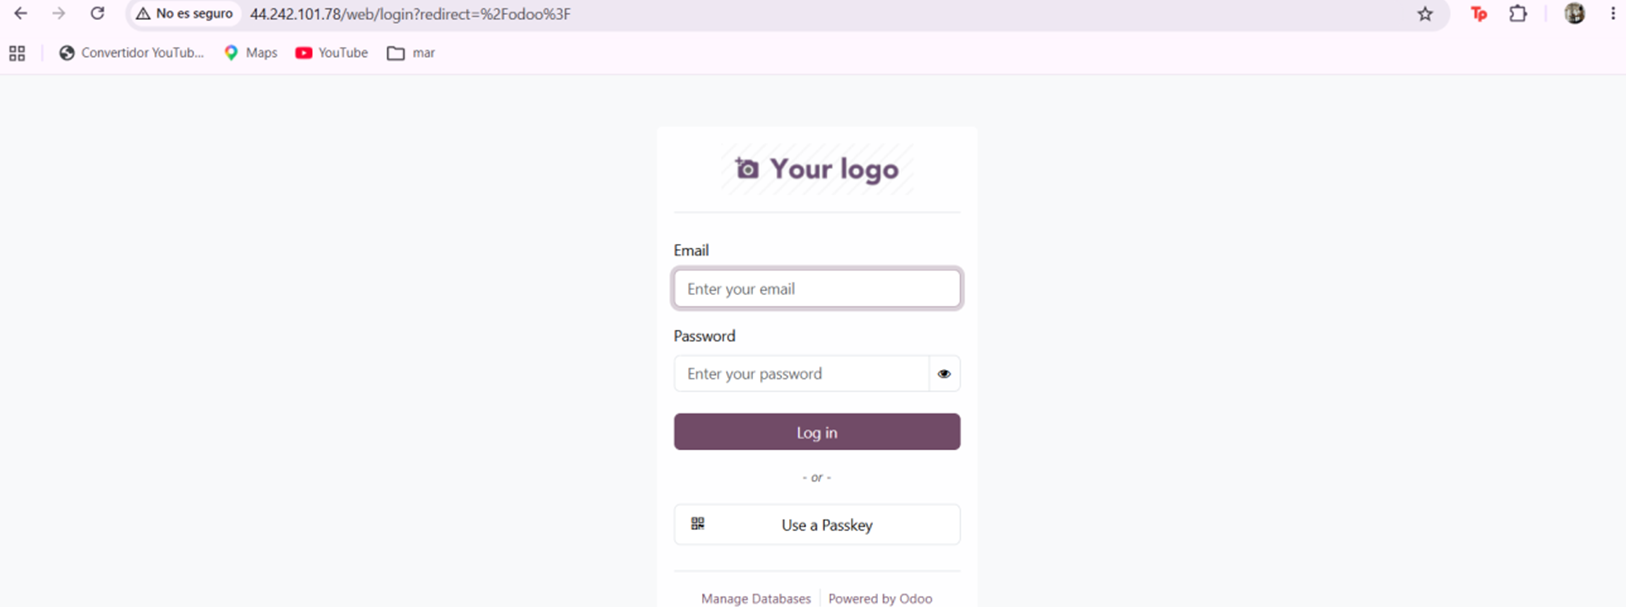 No es seguro 44.242.101.78/web/login?redirect=%2Fodoo%3F
Tp
Convertidor YouTub... Maps YouTube mar
Your logo
Email
Enter your email
Password
Enter your password
Log in
- or -
Use a Passkey
Manage Databases Powered by Odoo